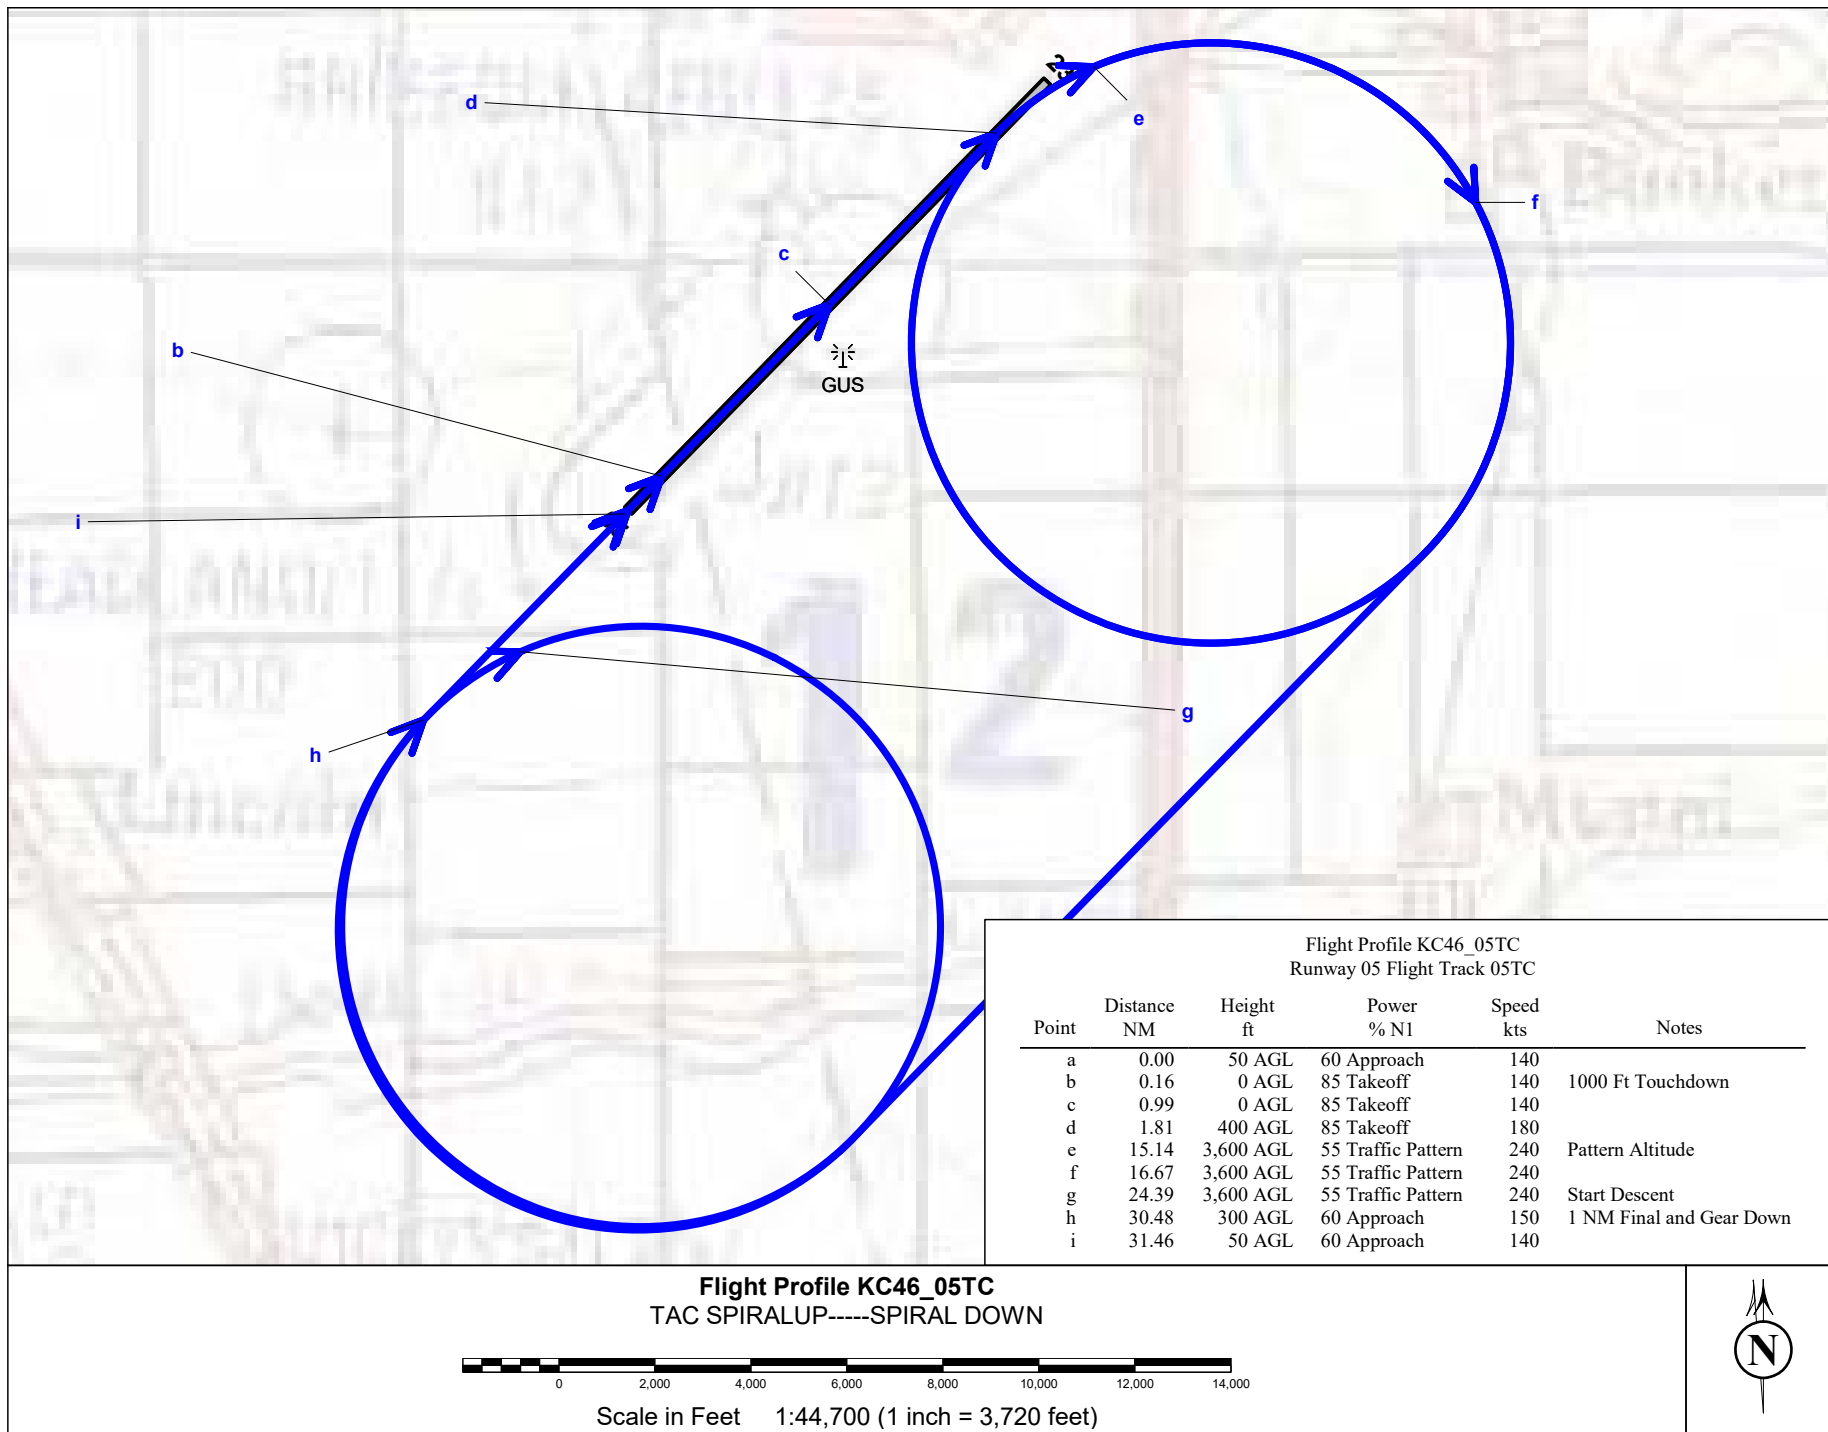 23
d
e
f
c
b
GUS
i
g
h
Flight Profile KC46_05TC
Runway 05 Flight Track 05TC
Point Distance NM Height ft Power % N1 Speed kts Notes
a 0.00 50 AGL 60 Approach 140
b 0.16 0 AGL 85 Takeoff 140 1000 Ft Touchdown
c 0.99 0 AGL 85 Takeoff 140
d 1.81 400 AGL 85 Takeoff 180
e 15.14 3,600 AGL 55 Traffic Pattern 240 Pattern Altitude
f 16.67 3,600 AGL 55 Traffic Pattern 240
g 24.39 3,600 AGL 55 Traffic Pattern 240 Start Descent
h 30.48 300 AGL 60 Approach 150 1 NM Final and Gear Down
i 31.46 50 AGL 60 Approach 140
Flight Profile KC46_05TC
TAC SPIRALUP-----SPIRAL DOWN
0 2,000 4,000 6,000 8,000 10,000 12,000 14,000
Scale in Feet 1:44,700 (1 inch = 3,720 feet)
N